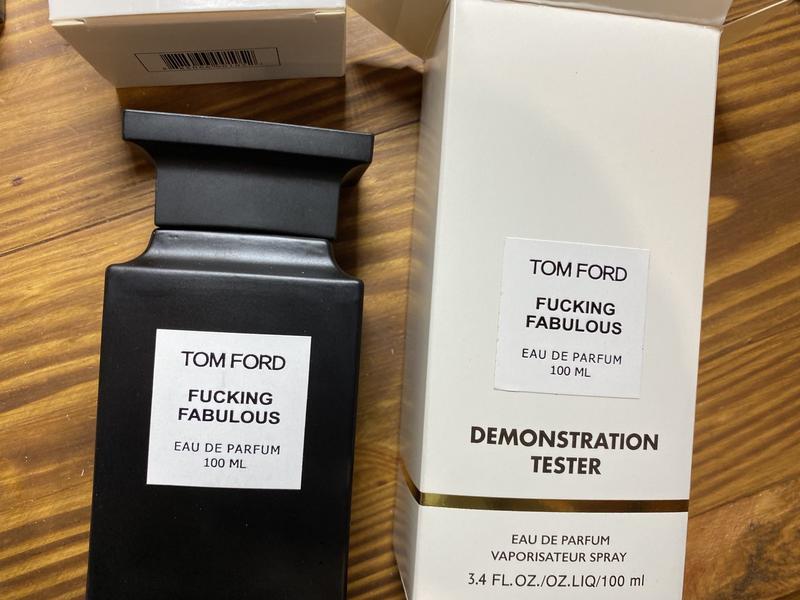 TOM FORD
FUCKING
FABULOUS
EAU DE PARFUM
100 ML
TOM FORD
FUCKING
FABULOUS
EAU DE PARFUM
100 ML
DEMONSTRATION
TESTER
EAU DE PARFUM
VAPORISATEUR SPRAY
3.4 FL.OZ./OZ.LIQ/100 ml